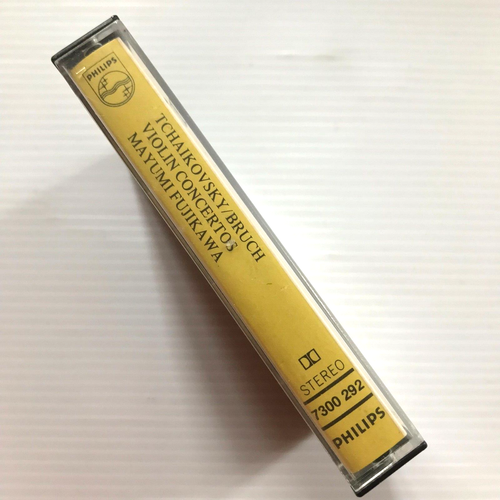 PHILIPS
TCHAIKOVSKY/BRUCH
VIOLIN CONCERTOS
MAYUMI FUJIKAWA
STEREO
7300 292
PHILIPS